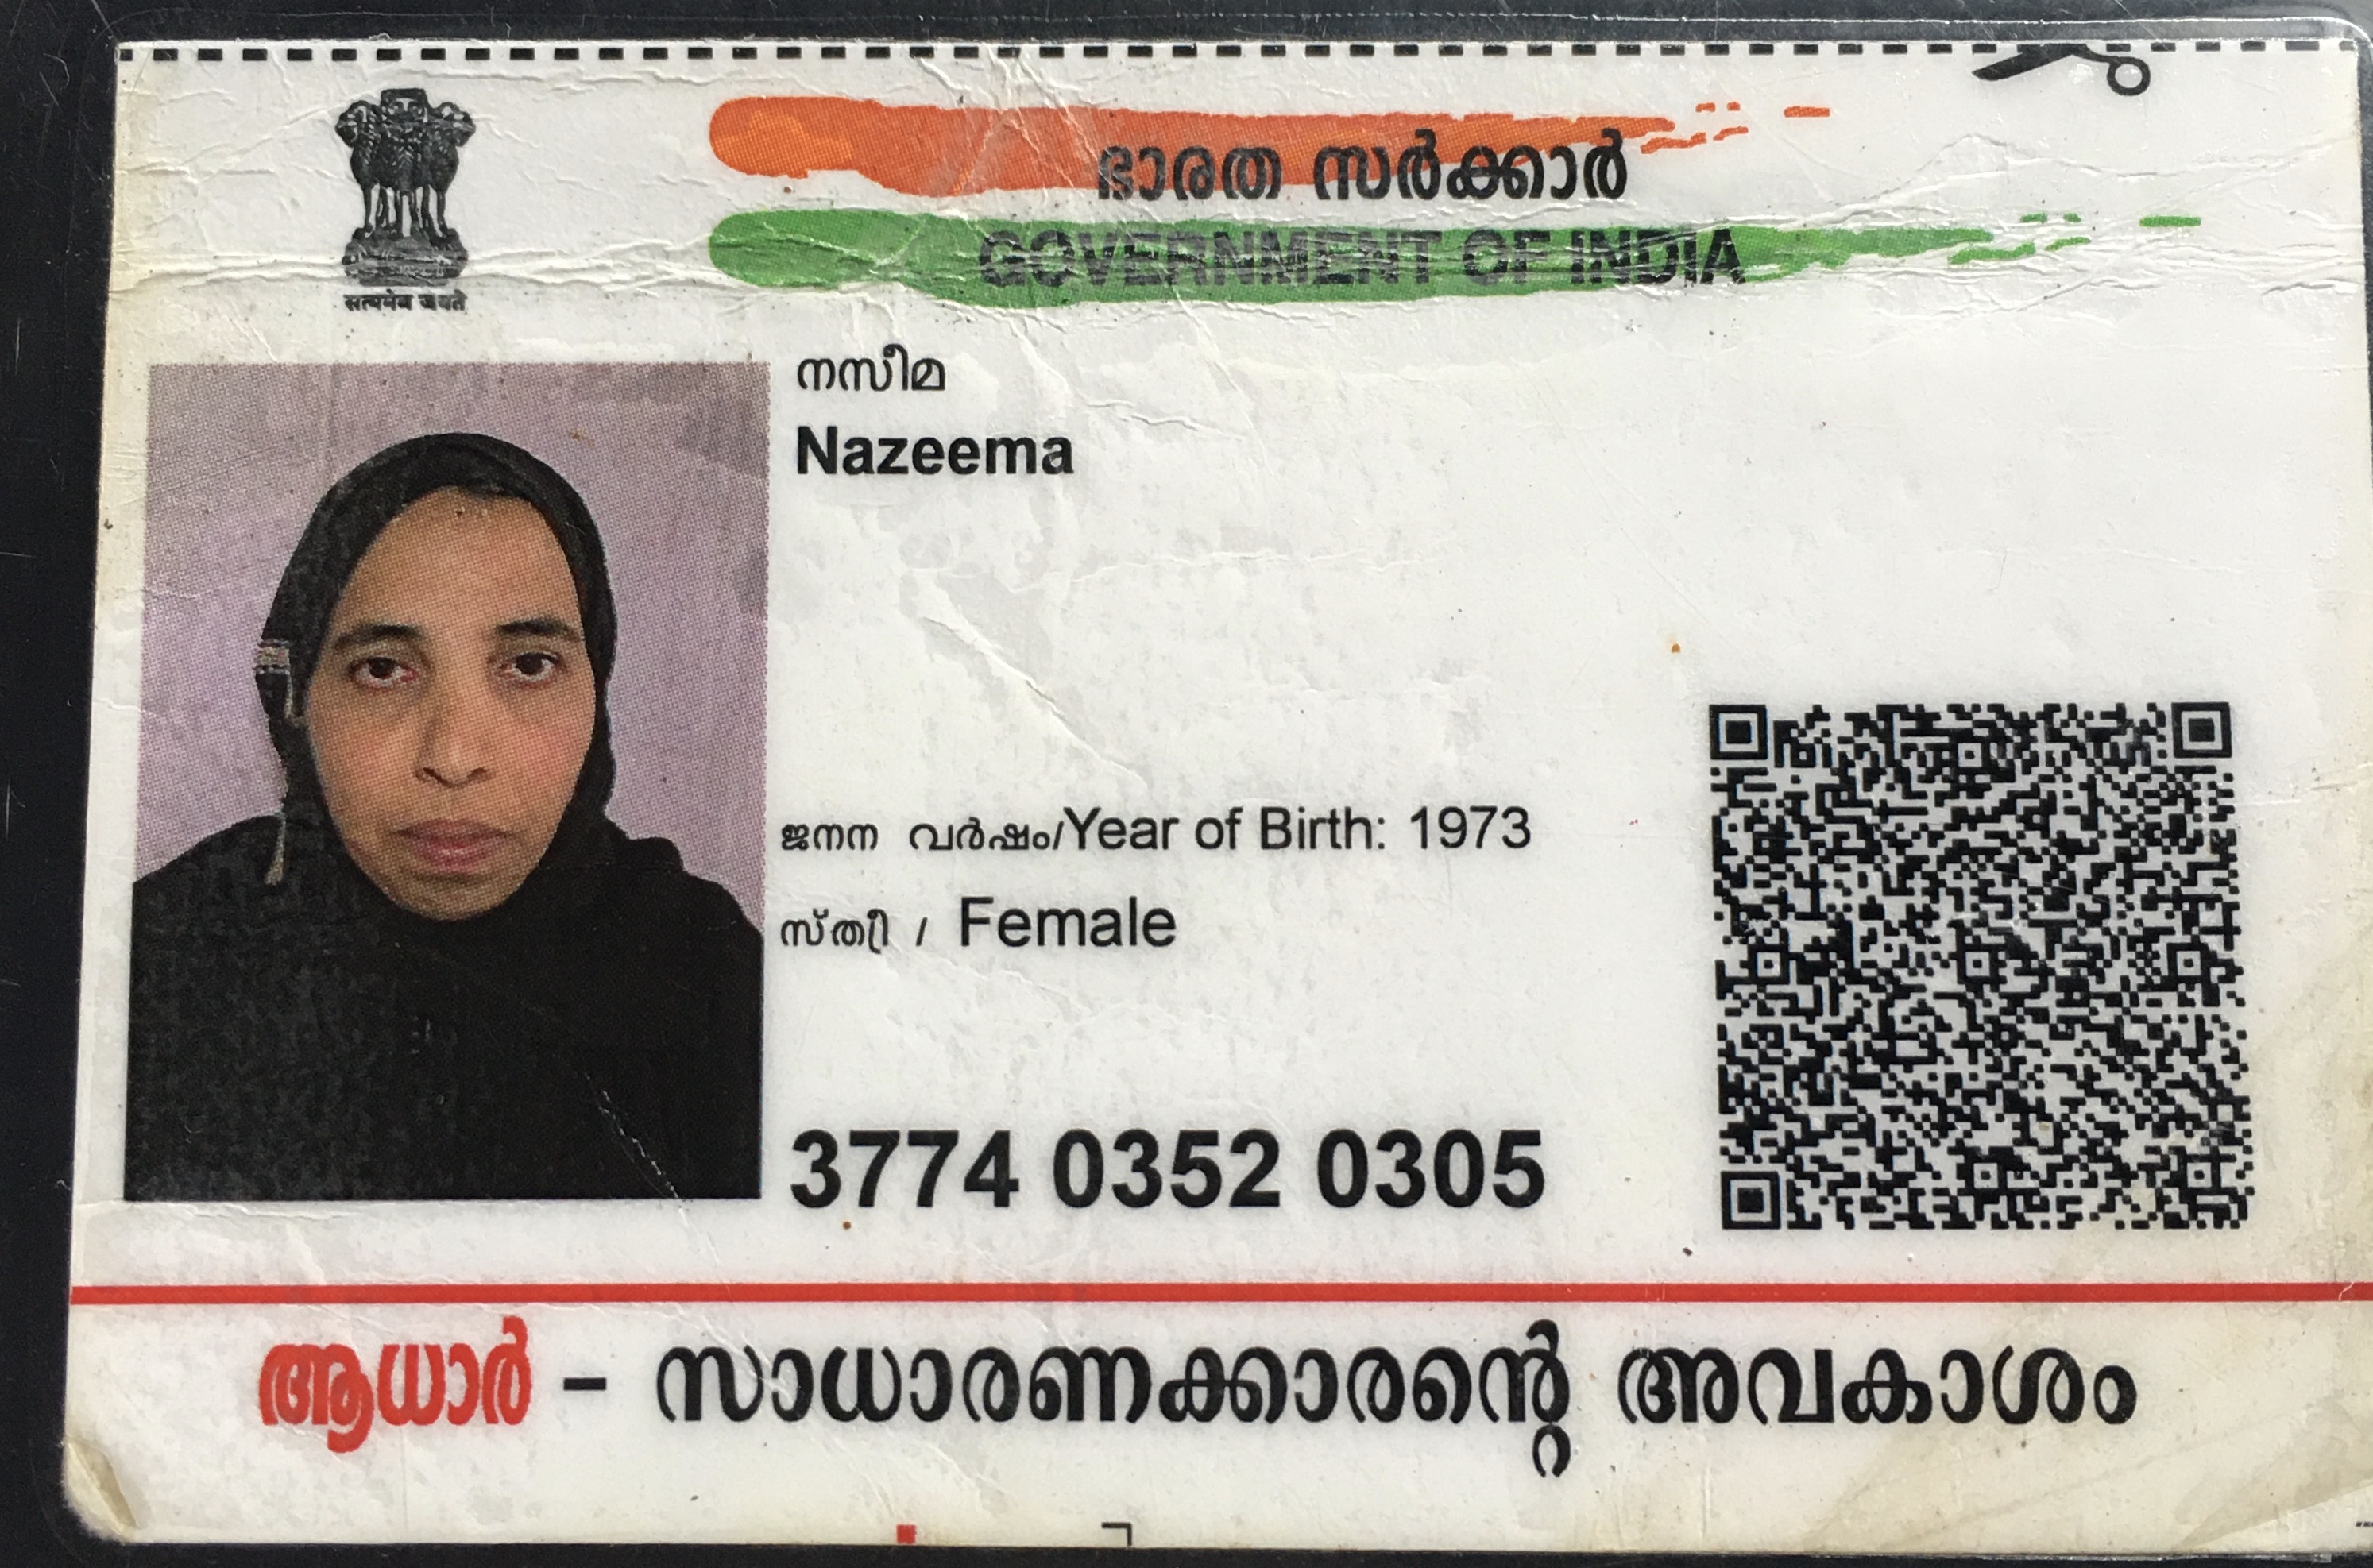 ഭാരത സർക്കാർ
GOVERNMENT OF INDIA
सत्यमेव जयते
നസീമ
Nazeema
ജനന വർഷം/Year of Birth: 1973
സ്ത്രീ / Female
3774 0352 0305
ആധാർ - സാധാരണക്കാരന്റെ അവകാശം